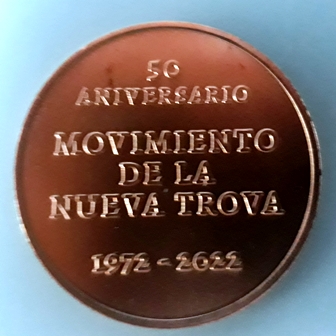 50
ANIVERSARIO
MOVIMIENTO
DE LA
NUEVA TROVA
1972 - 2022